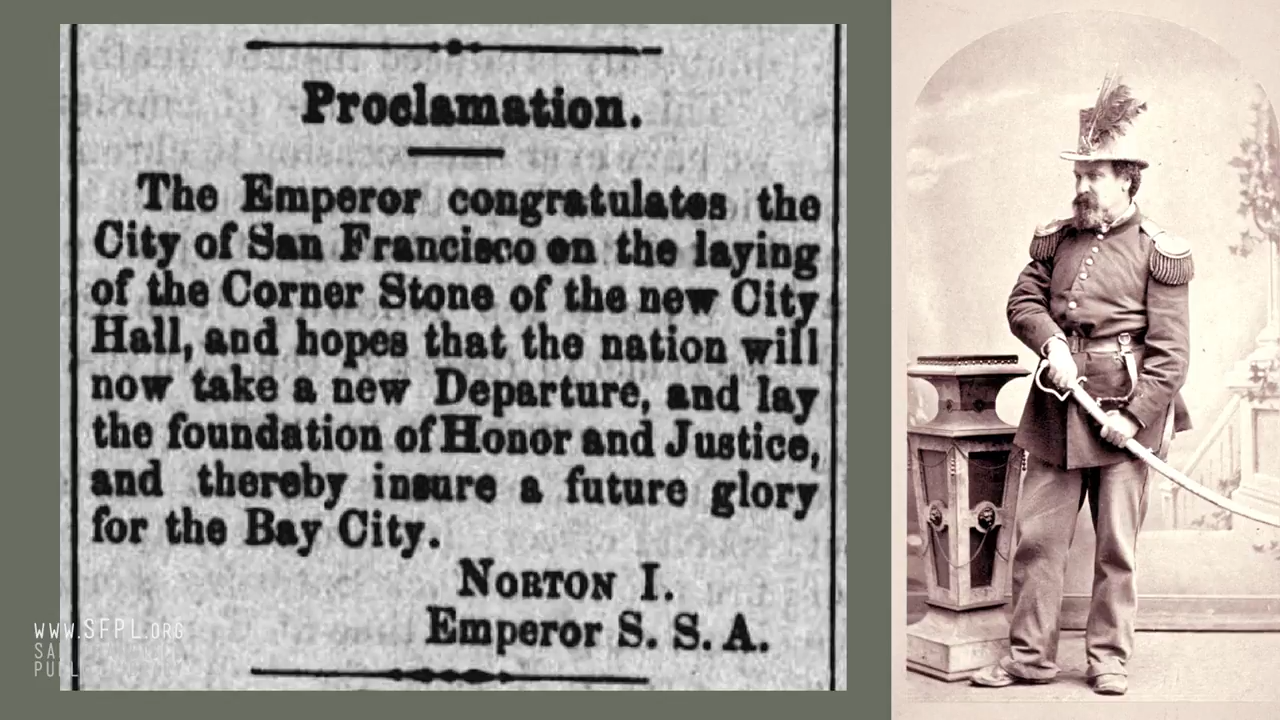 Proclamation.
The Emperor congratulates the
City of San Francisco on the laying
of the Corner Stone of the new City
Hall, and hopes that the nation will
now take a new Departure, and lay
the foundation of Honor and Justice,
and thereby insure a future glory
for the Bay City.
NORTON I.
Emperor S. S. A.
WWW.SFPL.ORG